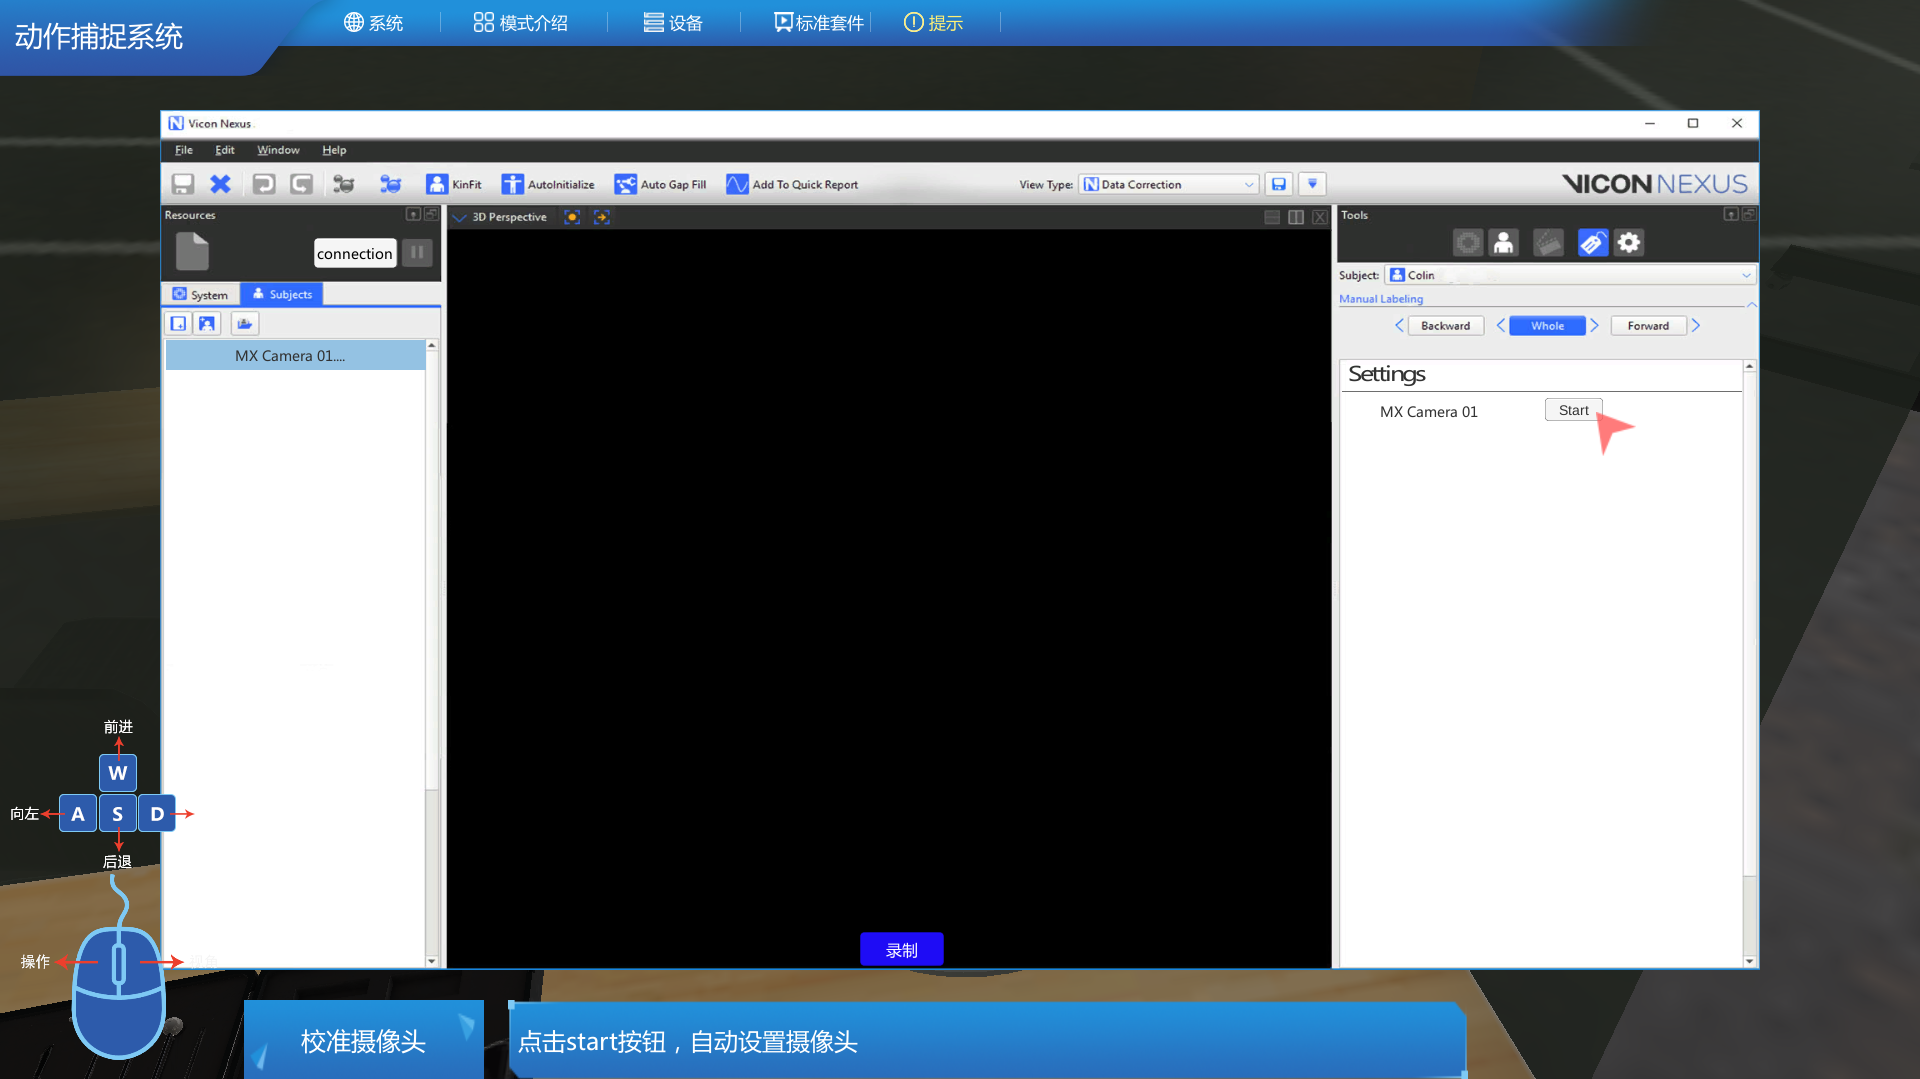 动作捕捉系统
系统
模式介绍
设备
标准套件
提示
Vicon Nexus
File Edit Window Help
KinFit
AutoInitialize
Auto Gap Fill
Add To Quick Report
View Type:
Data Correction
VICON NEXUS
Resources
connection
System
Subjects
MX Camera 01....
3D Perspective
Tools
Subject:
Colin
Manual Labeling
Backward
Whole
Forward
Settings
MX Camera 01
Start
录制
前进
W
向左
A
S
D
后退
操作
校准摄像头
点击start按钮，自动设置摄像头